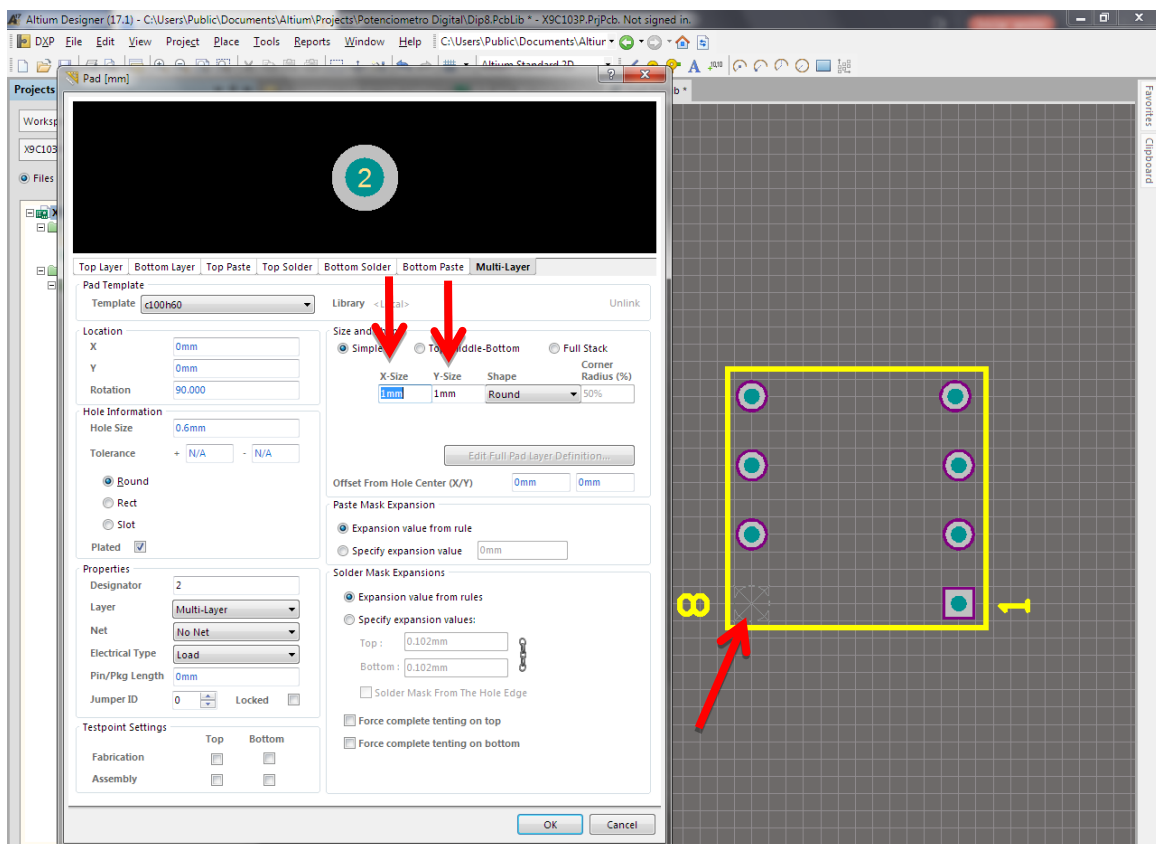 Altium Designer (17.1) - C:\Users\Public\Documents\Altium\Projects\Potenciometro Digital\Dip8.PcbLib * - X9C103P.PrjPcb. Not signed in.
DXP File Edit View Project Place Tools Reports Window Help C:\Users\Public\Documents\Altiur
Altium Standard 2D
Pad [mm]
Projects
b *
Favorites
Clipboard
Worksp
X9C103
Files
X
2
Top Layer Bottom Layer Top Paste Top Solder Bottom Solder Bottom Paste Multi-Layer
Pad Template
Template c100h60 Library Unlink
Location Size and
X 0mm Simple Full Stack
Y 0mm X-Size Y-Size Shape Corner Radius (%)
Rotation 90.000 1mm 1mm Round 50%
Hole Information
Hole Size 0.6mm
Tolerance + N/A - N/A Edit Full Pad Layer Definition...
Round Offset From Hole Center (X/Y) 0mm 0mm
Rect Paste Mask Expansion
Slot Expansion value from rule
Plated Specify expansion value 0mm
Properties Solder Mask Expansions
Designator 2 Expansion value from rules
Layer Multi-Layer Specify expansion values:
Net No Net Top : 0.102mm
Electrical Type Load Bottom : 0.102mm
Pin/Pkg Length 0mm Solder Mask From The Hole Edge
Jumper ID 0 Locked
Testpoint Settings Force complete tenting on top
Top Bottom Force complete tenting on bottom
Fabrication
Assembly
OK Cancel
8
1